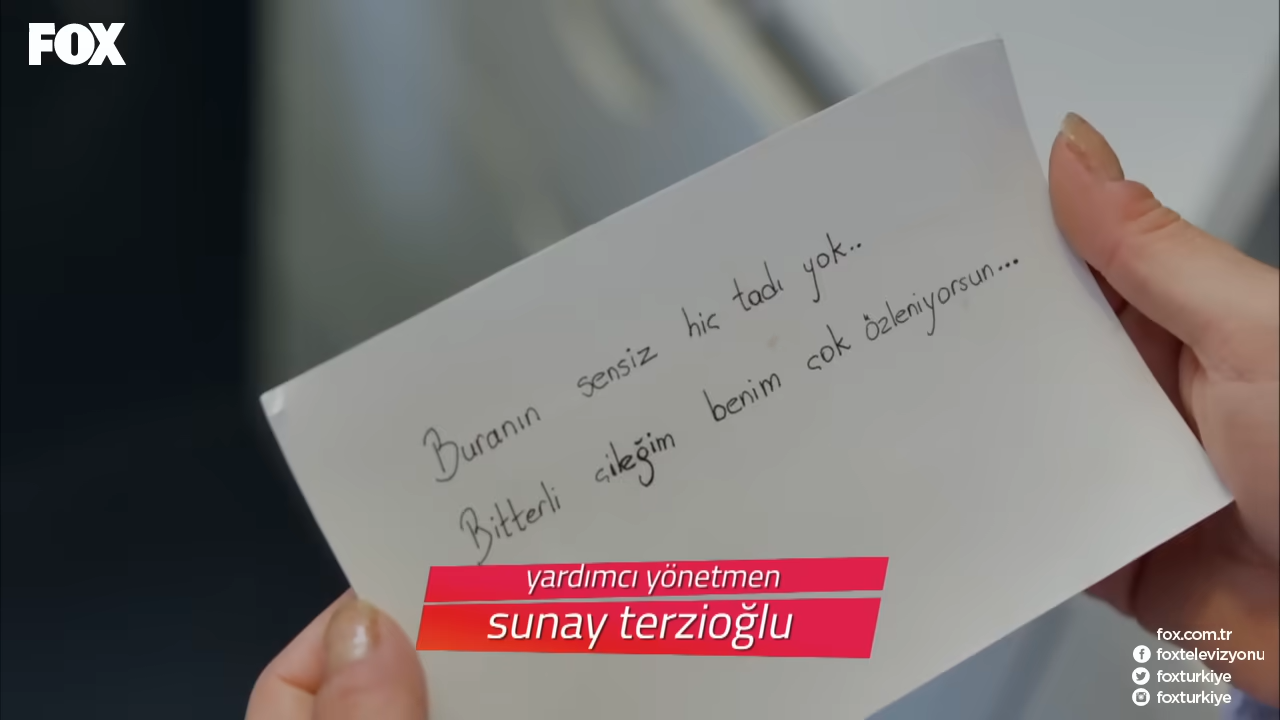 FOX
Buranın sensiz hiç tadı yok..
Bitterli çileğim benim çok özleniyorsun...
yardımcı yönetmen
sunay terzioğlu
fox.com.tr
foxtelevizyonu
foxturkiye
foxturkiye